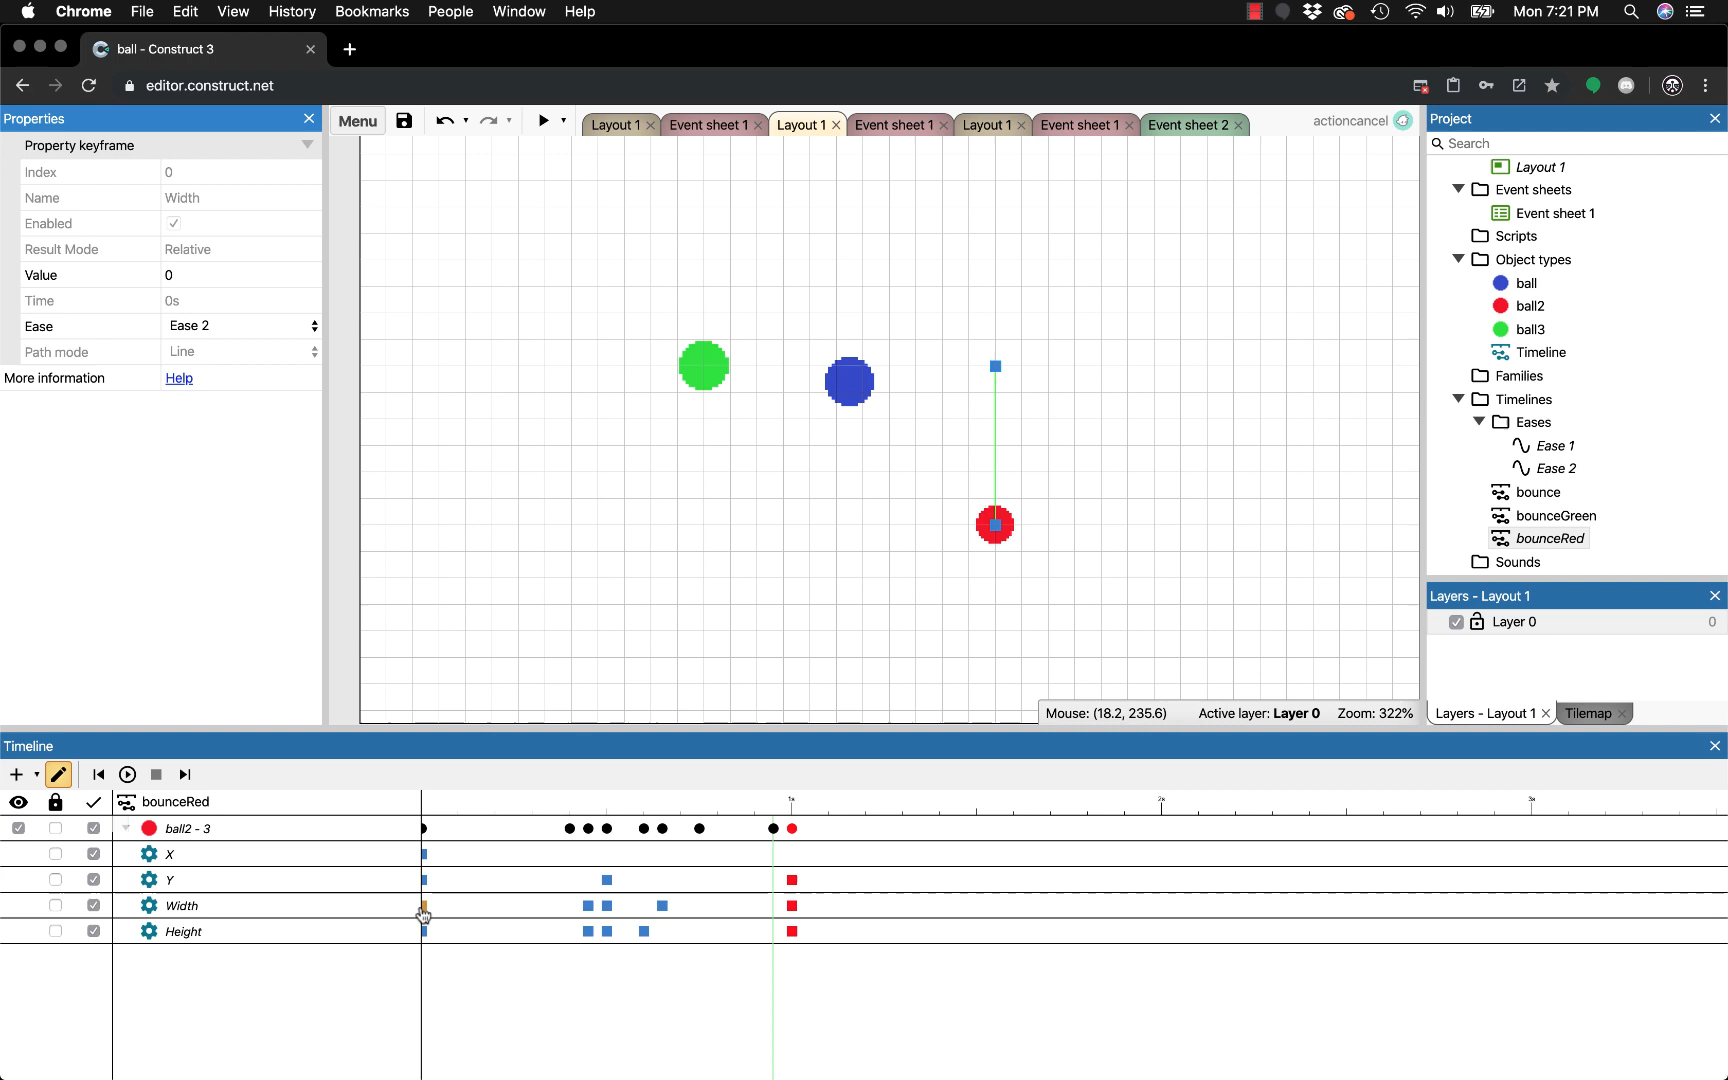 Chrome File Edit View History Bookmarks People Window Help Mon 7:21 PM
ball - Construct 3
editor.construct.net
Properties
Property keyframe
Index 0
Name Width
Enabled
Result Mode Relative
Value 0
Time 0s
Ease Ease 2
Path mode Line
More information Help
Menu
Layout 1 Event sheet 1 Layout 1 Event sheet 1 Layout 1 Event sheet 1 Event sheet 2
actioncancel
Mouse: (18.2, 235.6) Active layer: Layer 0 Zoom: 322%
Project
Search
Layout 1
Event sheets
Event sheet 1
Scripts
Object types
ball
ball2
ball3
Timeline
Families
Timelines
Eases
Ease 1
Ease 2
bounce
bounceGreen
bounceRed
Sounds
Layers - Layout 1
Layer 0 0
Layers - Layout 1 Tilemap
Timeline
bounceRed 1s 2s 3s
ball2 - 3
X
Y
Width
Height